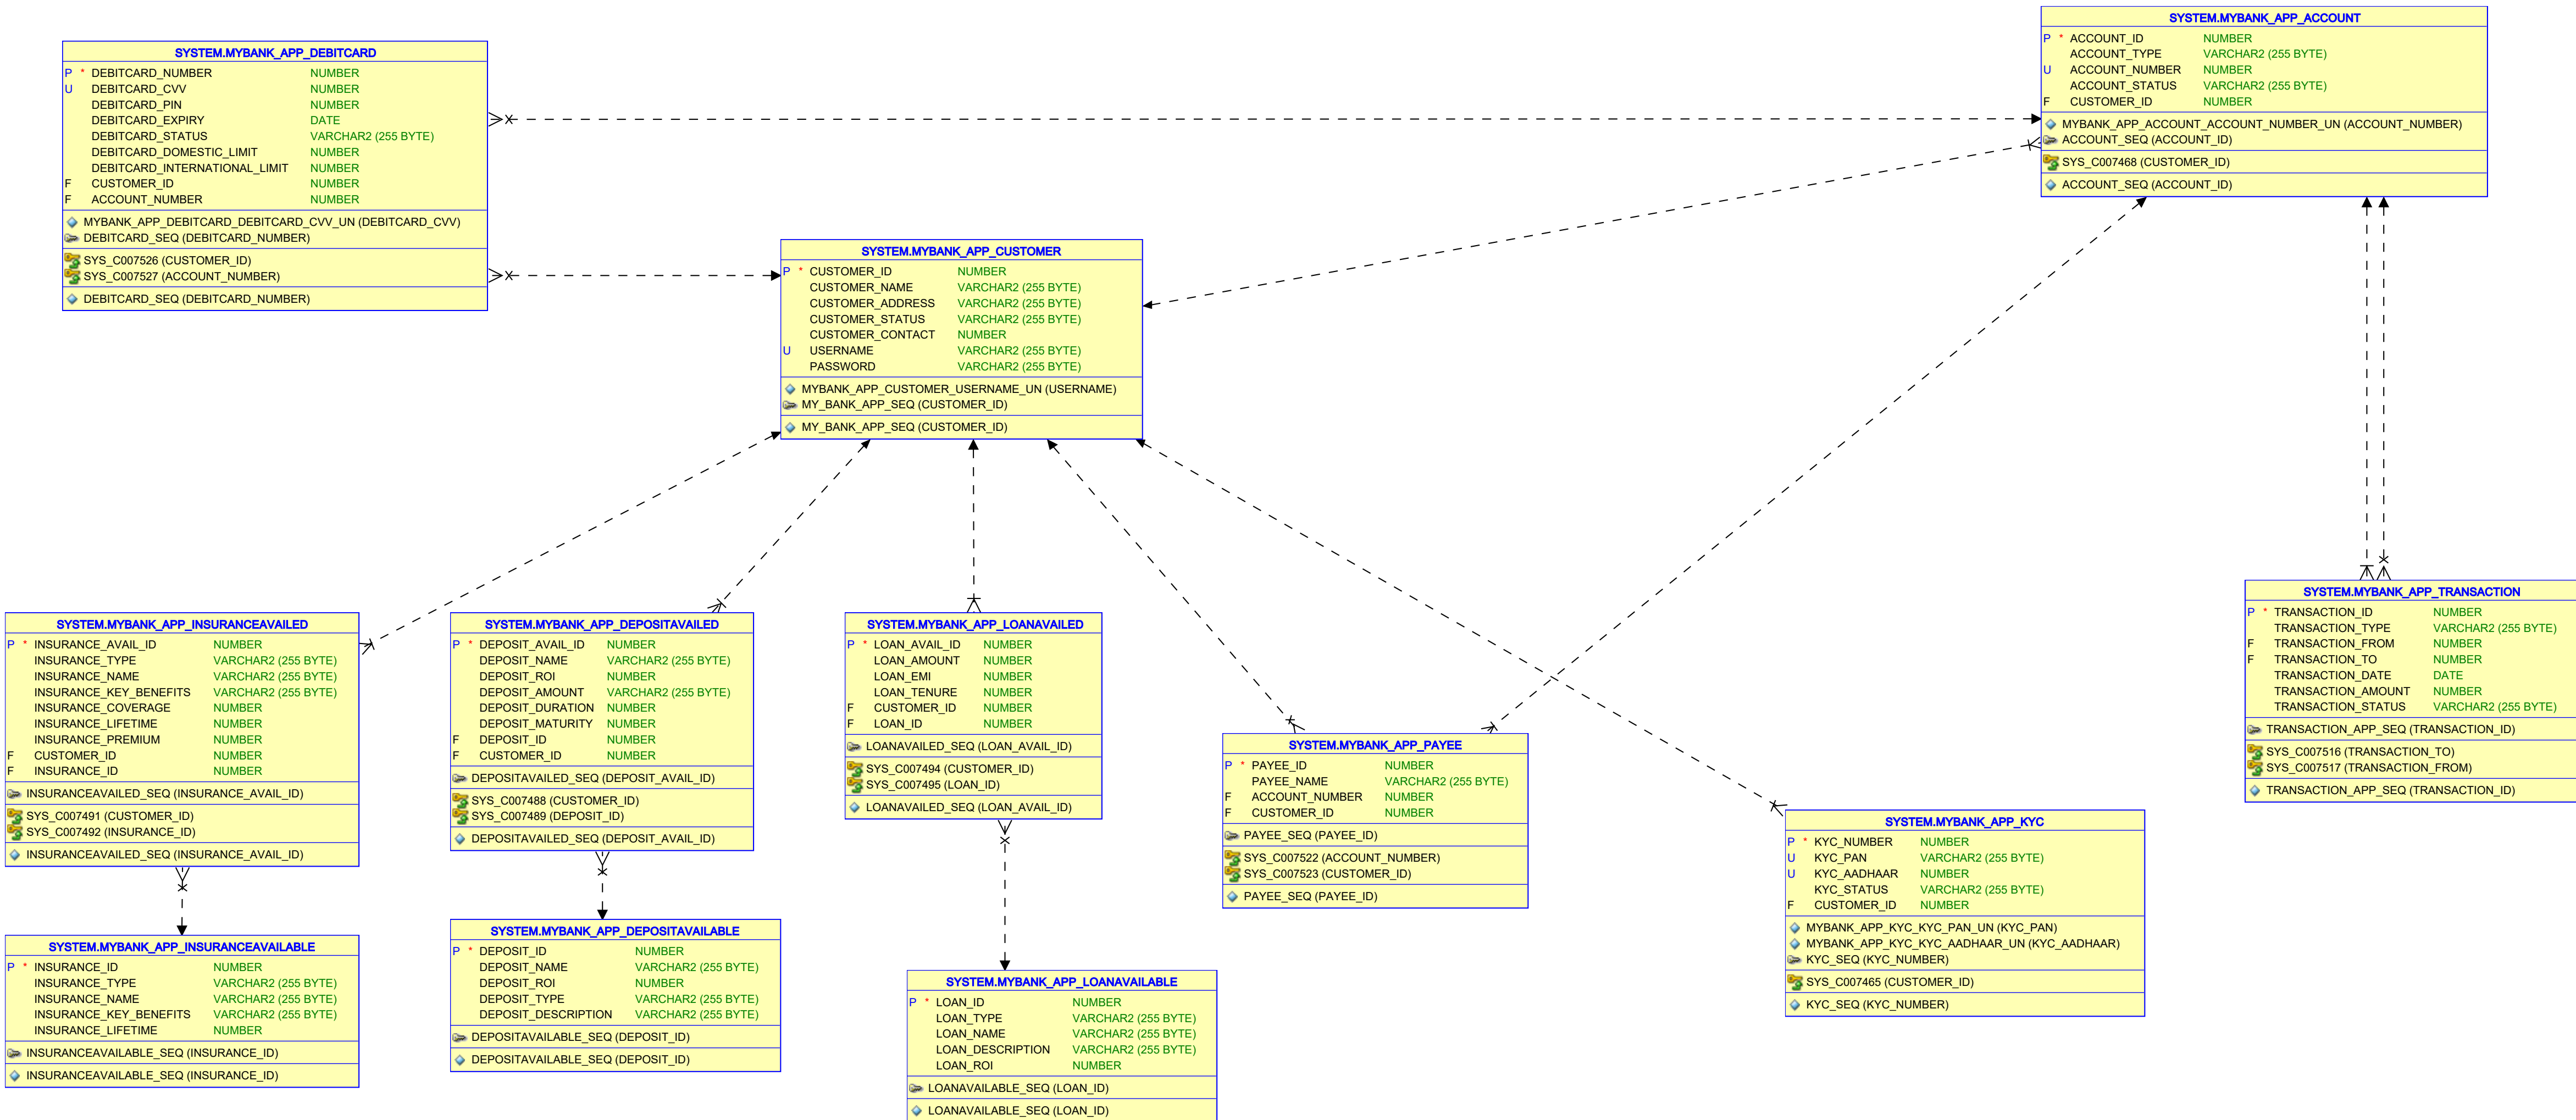 SYSTEM.MYBANK_APP_DEBITCARD
P * DEBITCARD_NUMBER NUMBER
U DEBITCARD_CVV NUMBER
DEBITCARD_PIN NUMBER
DEBITCARD_EXPIRY DATE
DEBITCARD_STATUS VARCHAR2 (255 BYTE)
DEBITCARD_DOMESTIC_LIMIT NUMBER
DEBITCARD_INTERNATIONAL_LIMIT NUMBER
F CUSTOMER_ID NUMBER
F ACCOUNT_NUMBER NUMBER
MYBANK_APP_DEBITCARD_DEBITCARD_CVV_UN (DEBITCARD_CVV)
DEBITCARD_SEQ (DEBITCARD_NUMBER)
SYS_C007526 (CUSTOMER_ID)
SYS_C007527 (ACCOUNT_NUMBER)
DEBITCARD_SEQ (DEBITCARD_NUMBER)
SYSTEM.MYBANK_APP_ACCOUNT
P * ACCOUNT_ID NUMBER
ACCOUNT_TYPE VARCHAR2 (255 BYTE)
U ACCOUNT_NUMBER NUMBER
ACCOUNT_STATUS VARCHAR2 (255 BYTE)
F CUSTOMER_ID NUMBER
MYBANK_APP_ACCOUNT_ACCOUNT_NUMBER_UN (ACCOUNT_NUMBER)
ACCOUNT_SEQ (ACCOUNT_ID)
SYS_C007468 (CUSTOMER_ID)
ACCOUNT_SEQ (ACCOUNT_ID)
SYSTEM.MYBANK_APP_CUSTOMER
P * CUSTOMER_ID NUMBER
CUSTOMER_NAME VARCHAR2 (255 BYTE)
CUSTOMER_ADDRESS VARCHAR2 (255 BYTE)
CUSTOMER_STATUS VARCHAR2 (255 BYTE)
CUSTOMER_CONTACT NUMBER
U USERNAME VARCHAR2 (255 BYTE)
PASSWORD VARCHAR2 (255 BYTE)
MYBANK_APP_CUSTOMER_USERNAME_UN (USERNAME)
MY_BANK_APP_SEQ (CUSTOMER_ID)
MY_BANK_APP_SEQ (CUSTOMER_ID)
SYSTEM.MYBANK_APP_INSURANCEAVAILED
P * INSURANCE_AVAIL_ID NUMBER
INSURANCE_TYPE VARCHAR2 (255 BYTE)
INSURANCE_NAME VARCHAR2 (255 BYTE)
INSURANCE_KEY_BENEFITS VARCHAR2 (255 BYTE)
INSURANCE_COVERAGE NUMBER
INSURANCE_LIFETIME NUMBER
INSURANCE_PREMIUM NUMBER
F CUSTOMER_ID NUMBER
F INSURANCE_ID NUMBER
INSURANCEAVAILED_SEQ (INSURANCE_AVAIL_ID)
SYS_C007491 (CUSTOMER_ID)
SYS_C007492 (INSURANCE_ID)
INSURANCEAVAILED_SEQ (INSURANCE_AVAIL_ID)
SYSTEM.MYBANK_APP_DEPOSITAVAILED
P * DEPOSIT_AVAIL_ID NUMBER
DEPOSIT_NAME VARCHAR2 (255 BYTE)
DEPOSIT_ROI NUMBER
DEPOSIT_AMOUNT VARCHAR2 (255 BYTE)
DEPOSIT_DURATION NUMBER
DEPOSIT_MATURITY NUMBER
F DEPOSIT_ID NUMBER
F CUSTOMER_ID NUMBER
DEPOSITAVAILED_SEQ (DEPOSIT_AVAIL_ID)
SYS_C007488 (CUSTOMER_ID)
SYS_C007489 (DEPOSIT_ID)
DEPOSITAVAILED_SEQ (DEPOSIT_AVAIL_ID)
SYSTEM.MYBANK_APP_LOANAVAILED
P * LOAN_AVAIL_ID NUMBER
LOAN_AMOUNT NUMBER
LOAN_EMI NUMBER
LOAN_TENURE NUMBER
F CUSTOMER_ID NUMBER
F LOAN_ID NUMBER
LOANAVAILED_SEQ (LOAN_AVAIL_ID)
SYS_C007494 (CUSTOMER_ID)
SYS_C007495 (LOAN_ID)
LOANAVAILED_SEQ (LOAN_AVAIL_ID)
SYSTEM.MYBANK_APP_PAYEE
P * PAYEE_ID NUMBER
PAYEE_NAME VARCHAR2 (255 BYTE)
F ACCOUNT_NUMBER NUMBER
F CUSTOMER_ID NUMBER
PAYEE_SEQ (PAYEE_ID)
SYS_C007522 (ACCOUNT_NUMBER)
SYS_C007523 (CUSTOMER_ID)
PAYEE_SEQ (PAYEE_ID)
SYSTEM.MYBANK_APP_TRANSACTION
P * TRANSACTION_ID NUMBER
TRANSACTION_TYPE VARCHAR2 (255 BYTE)
F TRANSACTION_FROM NUMBER
F TRANSACTION_TO NUMBER
TRANSACTION_DATE DATE
TRANSACTION_AMOUNT NUMBER
TRANSACTION_STATUS VARCHAR2 (255 BYTE)
TRANSACTION_APP_SEQ (TRANSACTION_ID)
SYS_C007516 (TRANSACTION_TO)
SYS_C007517 (TRANSACTION_FROM)
TRANSACTION_APP_SEQ (TRANSACTION_ID)
SYSTEM.MYBANK_APP_KYC
P * KYC_NUMBER NUMBER
U KYC_PAN VARCHAR2 (255 BYTE)
U KYC_AADHAAR NUMBER
KYC_STATUS VARCHAR2 (255 BYTE)
F CUSTOMER_ID NUMBER
MYBANK_APP_KYC_KYC_PAN_UN (KYC_PAN)
MYBANK_APP_KYC_KYC_AADHAAR_UN (KYC_AADHAAR)
KYC_SEQ (KYC_NUMBER)
SYS_C007465 (CUSTOMER_ID)
KYC_SEQ (KYC_NUMBER)
SYSTEM.MYBANK_APP_INSURANCEAVAILABLE
P * INSURANCE_ID NUMBER
INSURANCE_TYPE VARCHAR2 (255 BYTE)
INSURANCE_NAME VARCHAR2 (255 BYTE)
INSURANCE_KEY_BENEFITS VARCHAR2 (255 BYTE)
INSURANCE_LIFETIME NUMBER
INSURANCEAVAILABLE_SEQ (INSURANCE_ID)
INSURANCEAVAILABLE_SEQ (INSURANCE_ID)
SYSTEM.MYBANK_APP_DEPOSITAVAILABLE
P * DEPOSIT_ID NUMBER
DEPOSIT_NAME VARCHAR2 (255 BYTE)
DEPOSIT_ROI NUMBER
DEPOSIT_TYPE VARCHAR2 (255 BYTE)
DEPOSIT_DESCRIPTION VARCHAR2 (255 BYTE)
DEPOSITAVAILABLE_SEQ (DEPOSIT_ID)
DEPOSITAVAILABLE_SEQ (DEPOSIT_ID)
SYSTEM.MYBANK_APP_LOANAVAILABLE
P * LOAN_ID NUMBER
LOAN_TYPE VARCHAR2 (255 BYTE)
LOAN_NAME VARCHAR2 (255 BYTE)
LOAN_DESCRIPTION VARCHAR2 (255 BYTE)
LOAN_ROI NUMBER
LOANAVAILABLE_SEQ (LOAN_ID)
LOANAVAILABLE_SEQ (LOAN_ID)